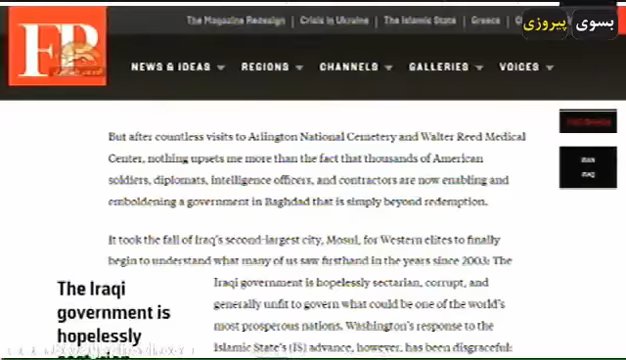 The Magazine Redesign | Crisis in Ukraine | The Islamic State | Greece |
بسوی پیروزی
FP
NEWS & IDEAS REGIONS CHANNELS GALLERIES VOICES
But after countless visits to Arlington National Cemetery and Walter Reed Medical
Center, nothing upsets me more than the fact that thousands of American
soldiers, diplomats, intelligence officers, and contractors are now enabling and
emboldening a government in Baghdad that is simply beyond redemption.
IRAN
IRAQ
It took the fall of Iraq's second-largest city, Mosul, for Western elites to finally
begin to understand what many of us saw firsthand in the years since 2003: The
Iraqi government is hopelessly sectarian, corrupt, and
generally unfit to govern what could be one of the world's
most prosperous nations. Washington's response to the
Islamic State's (IS) advance, however, has been disgraceful:
The Iraqi
government is
hopelessly